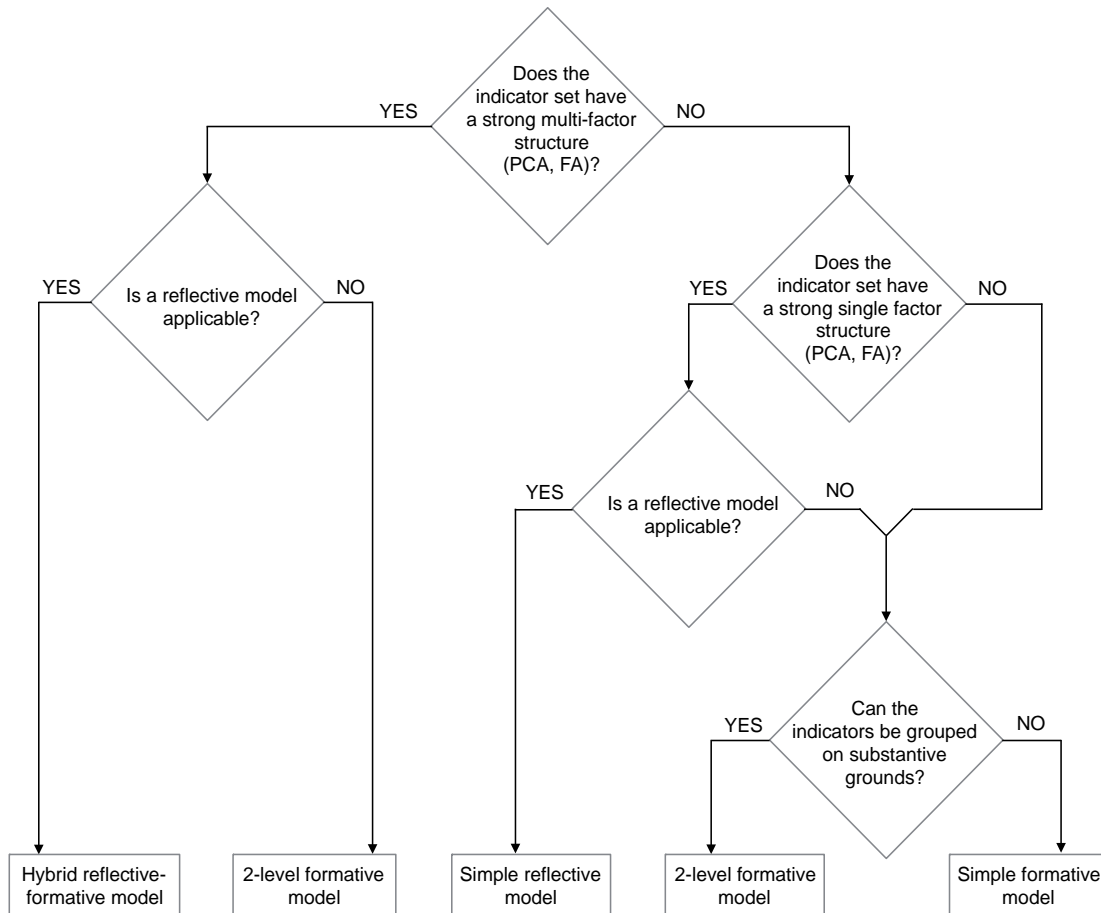 Does the
indicator set have
a strong multi-factor
structure
(PCA, FA)?
YES
NO
Is a reflective model
applicable?
YES
NO
Does the
indicator set have
a strong single factor
structure
(PCA, FA)?
YES
NO
Is a reflective model
applicable?
YES
NO
Can the
indicators be grouped
on substantive
grounds?
YES
NO
Hybrid reflective-
formative model
2-level formative
model
Simple reflective
model
2-level formative
model
Simple formative
model